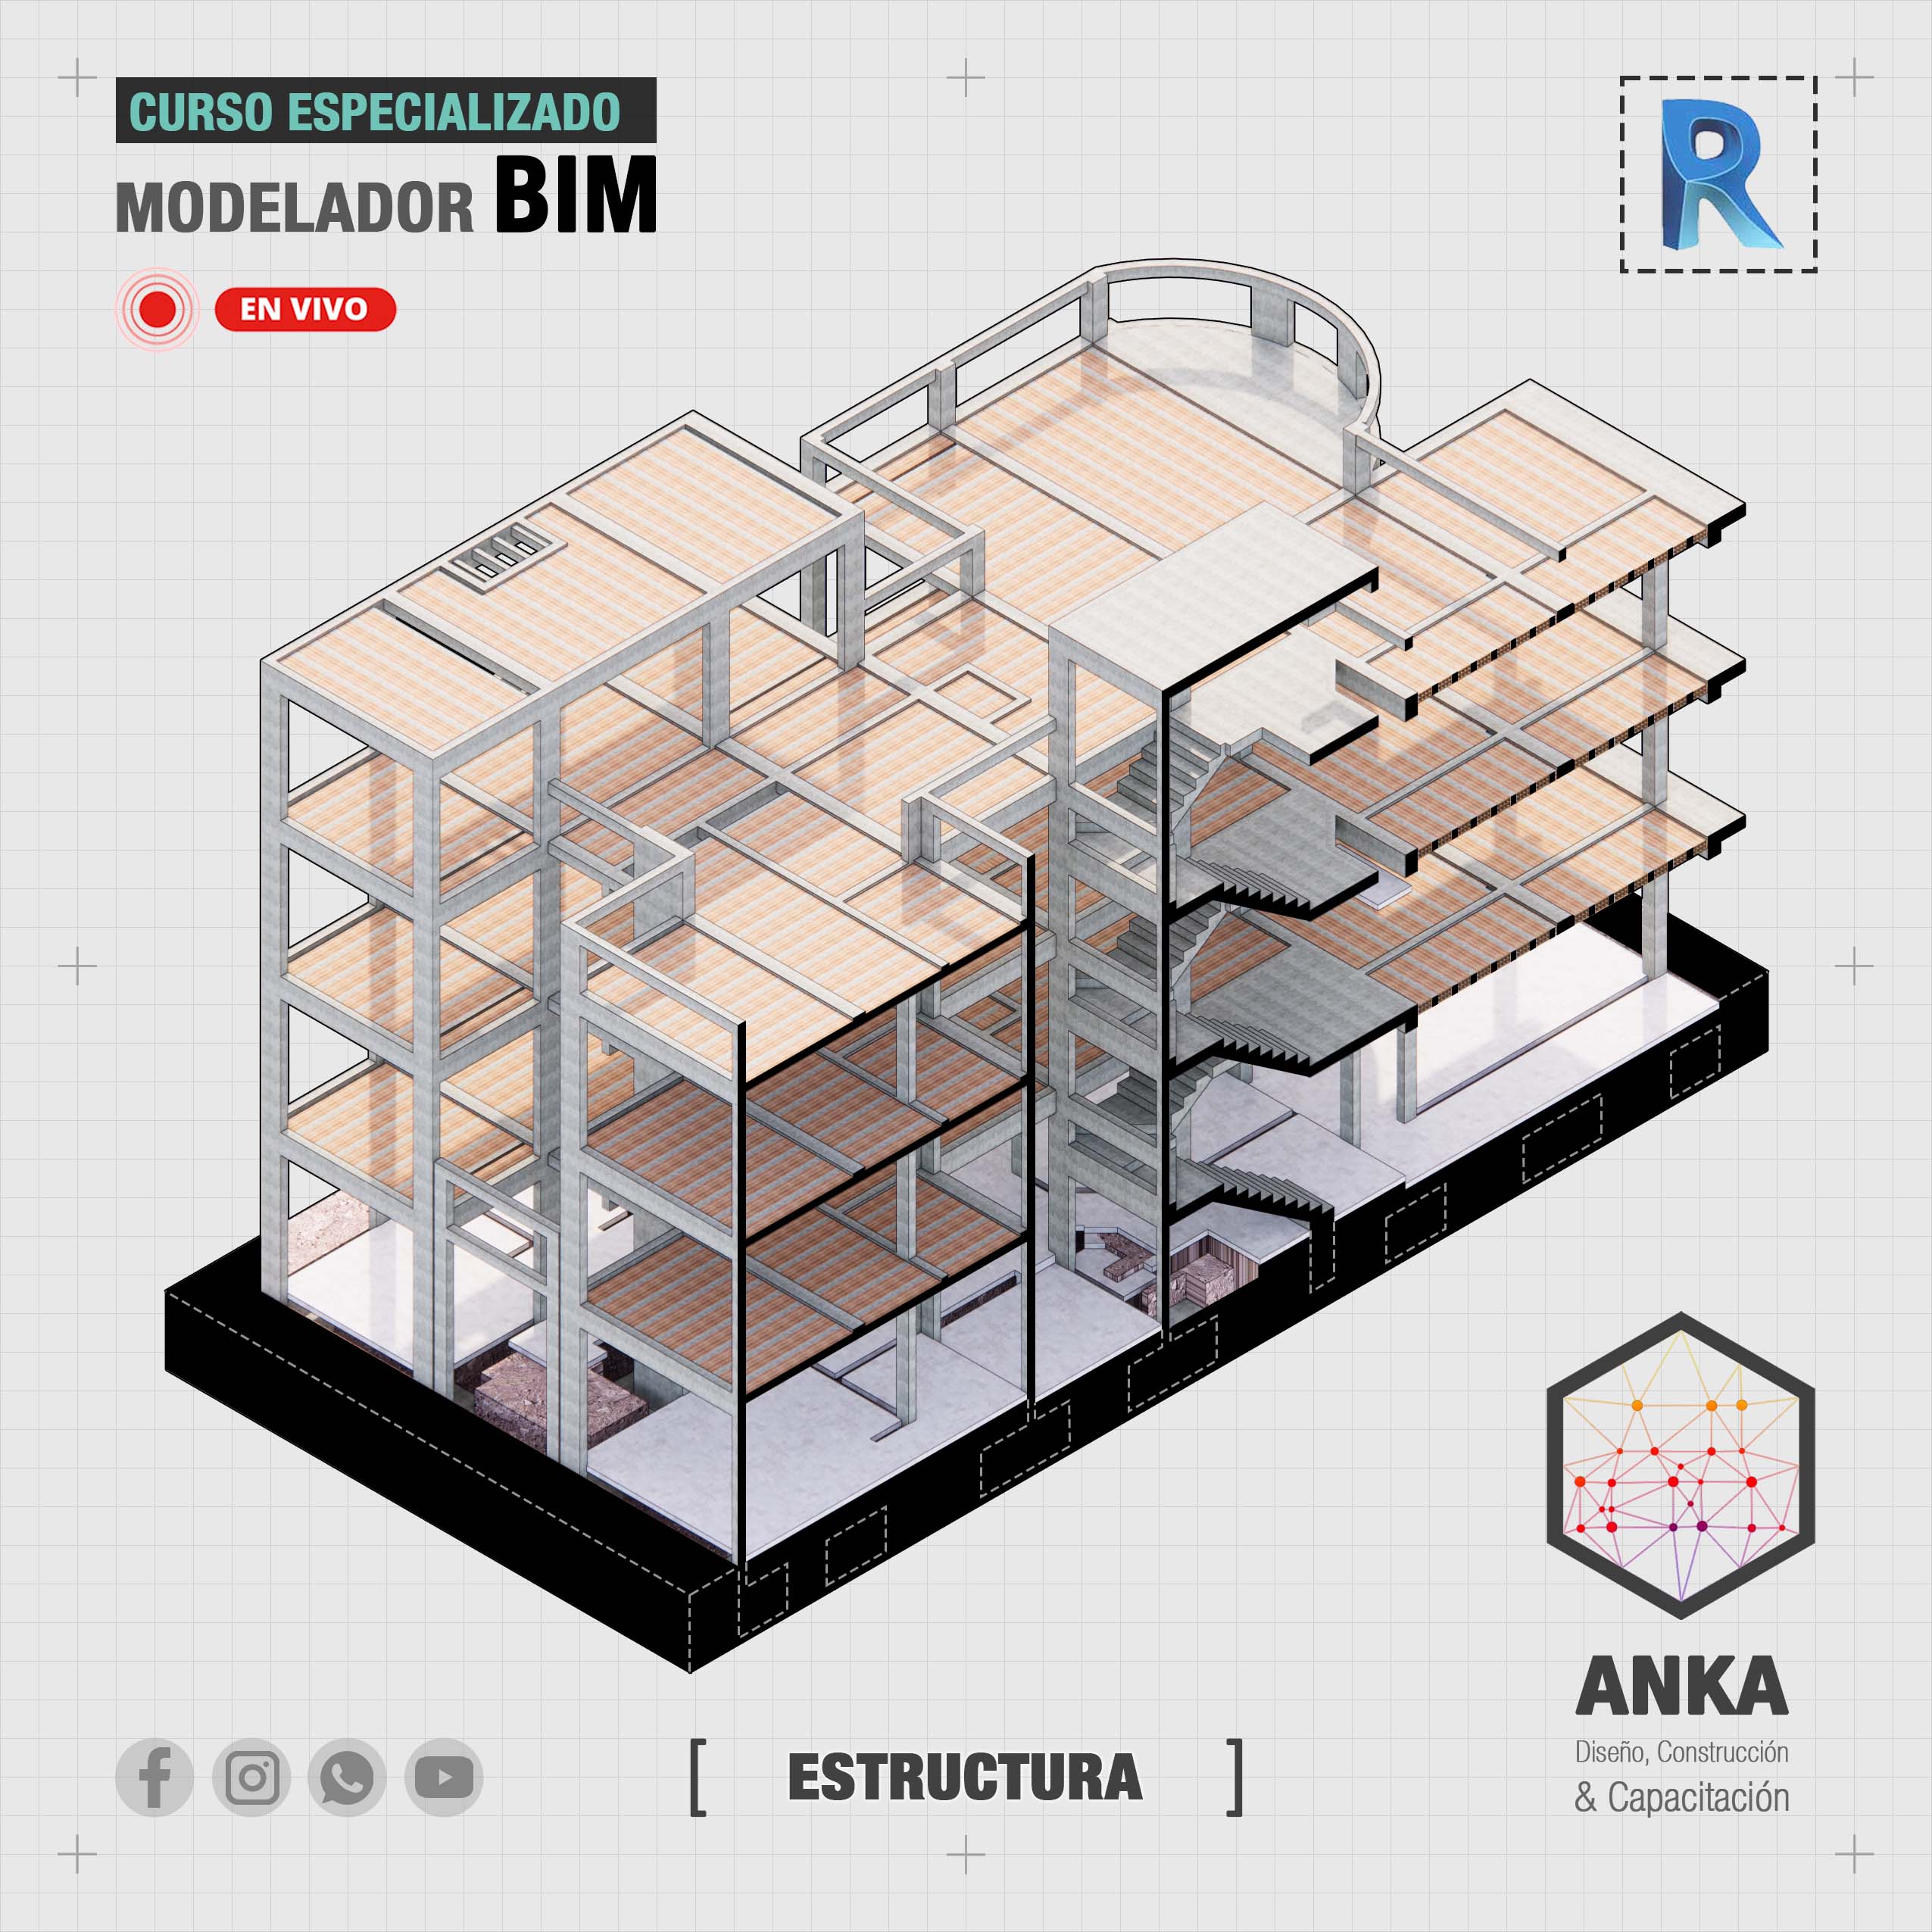 CURSO ESPECIALIZADO
MODELADOR BIM
EN VIVO
R
[ ESTRUCTURA ]
ANKA
Diseño, Construcción
& Capacitación